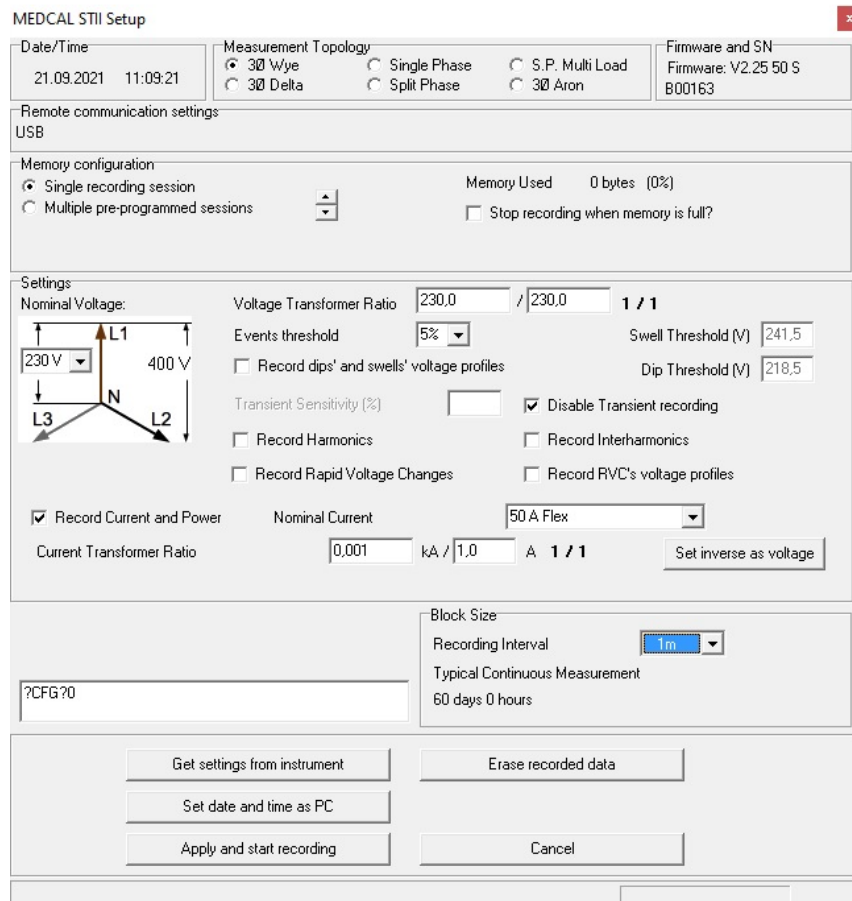 MEDCAL STII Setup
x
Date/Time
21.09.2021 11:09:21
Measurement Topology
3Ø Wye
Single Phase
S.P. Multi Load
3Ø Delta
Split Phase
3Ø Aron
Firmware and SN
Firmware: V2.25 50 S
B00163
Remote communication settings
USB
Memory configuration
Single recording session
Multiple pre-programmed sessions
Memory Used 0 bytes (0%)
Stop recording when memory is full?
Settings
Nominal Voltage:
L1
230 V
400 V
N
L3
L2
Voltage Transformer Ratio 230,0 / 230,0 1 / 1
Events threshold 5%
Swell Threshold (V) 241,5
Record dips' and swells' voltage profiles
Dip Threshold (V) 218,5
Transient Sensitivity (%)
Disable Transient recording
Record Harmonics
Record Interharmonics
Record Rapid Voltage Changes
Record RVC's voltage profiles
Record Current and Power
Nominal Current 50 A Flex
Current Transformer Ratio 0,001 kA / 1,0 A 1 / 1
Set inverse as voltage
Block Size
Recording Interval 1m
Typical Continuous Measurement
60 days 0 hours
?CFG?0
Get settings from instrument
Erase recorded data
Set date and time as PC
Apply and start recording
Cancel